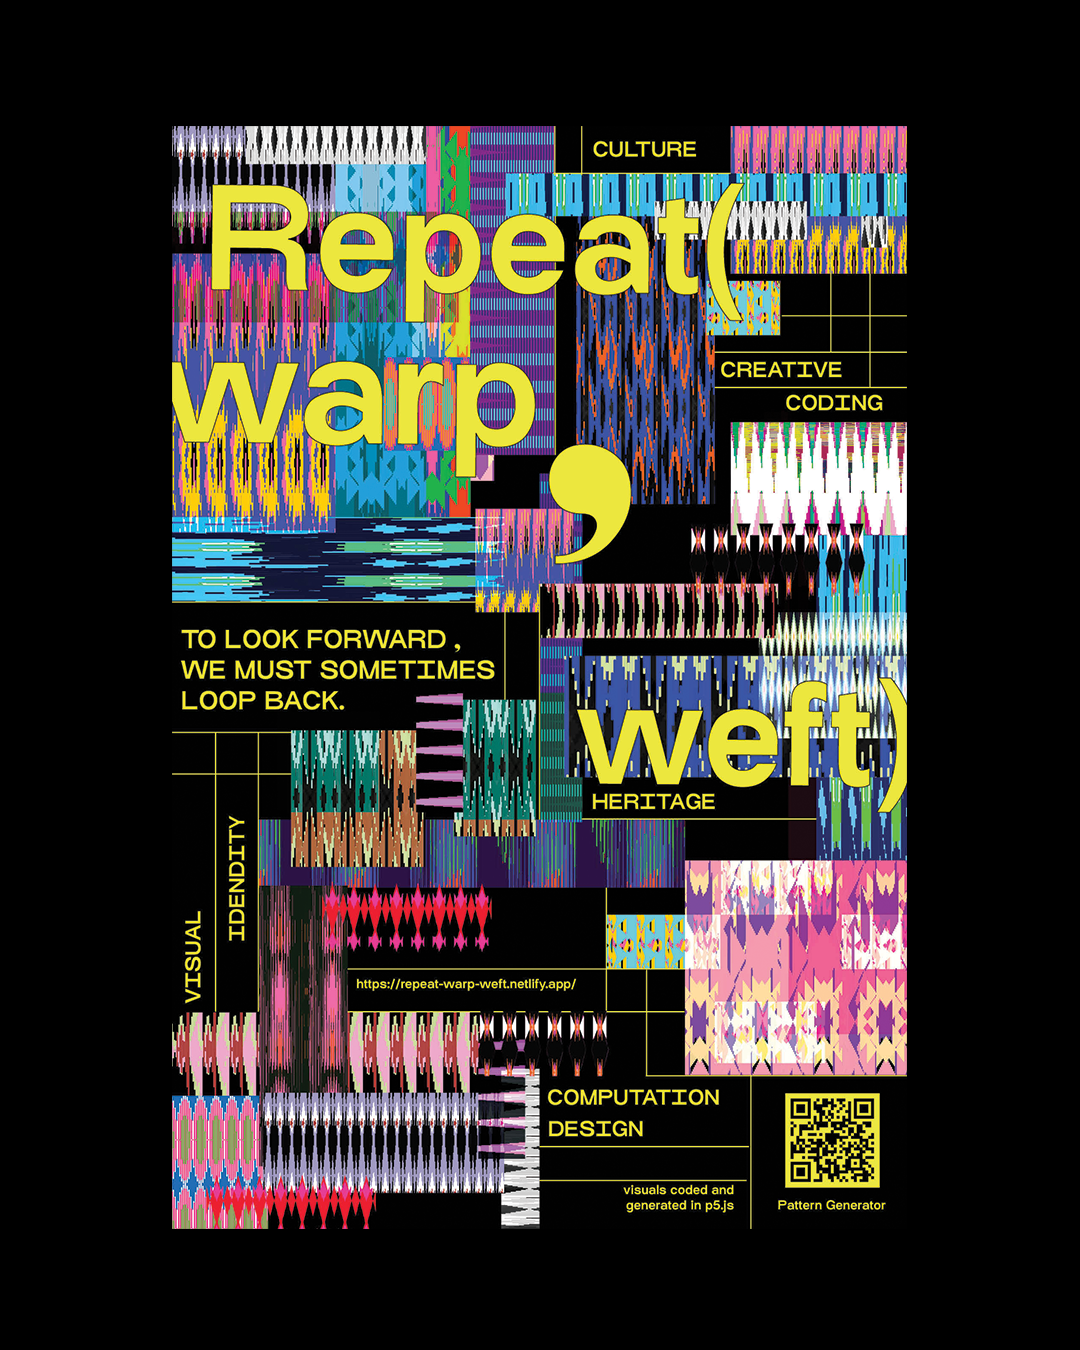 CULTURE
Repeat(
warp
,
CREATIVE
CODING
TO LOOK FORWARD ,
WE MUST SOMETIMES
LOOP BACK.
weft)
HERITAGE
VISUAL
IDENDITY
https://repeat-warp-weft.netlify.app/
COMPUTATION
DESIGN
visuals coded and
generated in p5.js
Pattern Generator